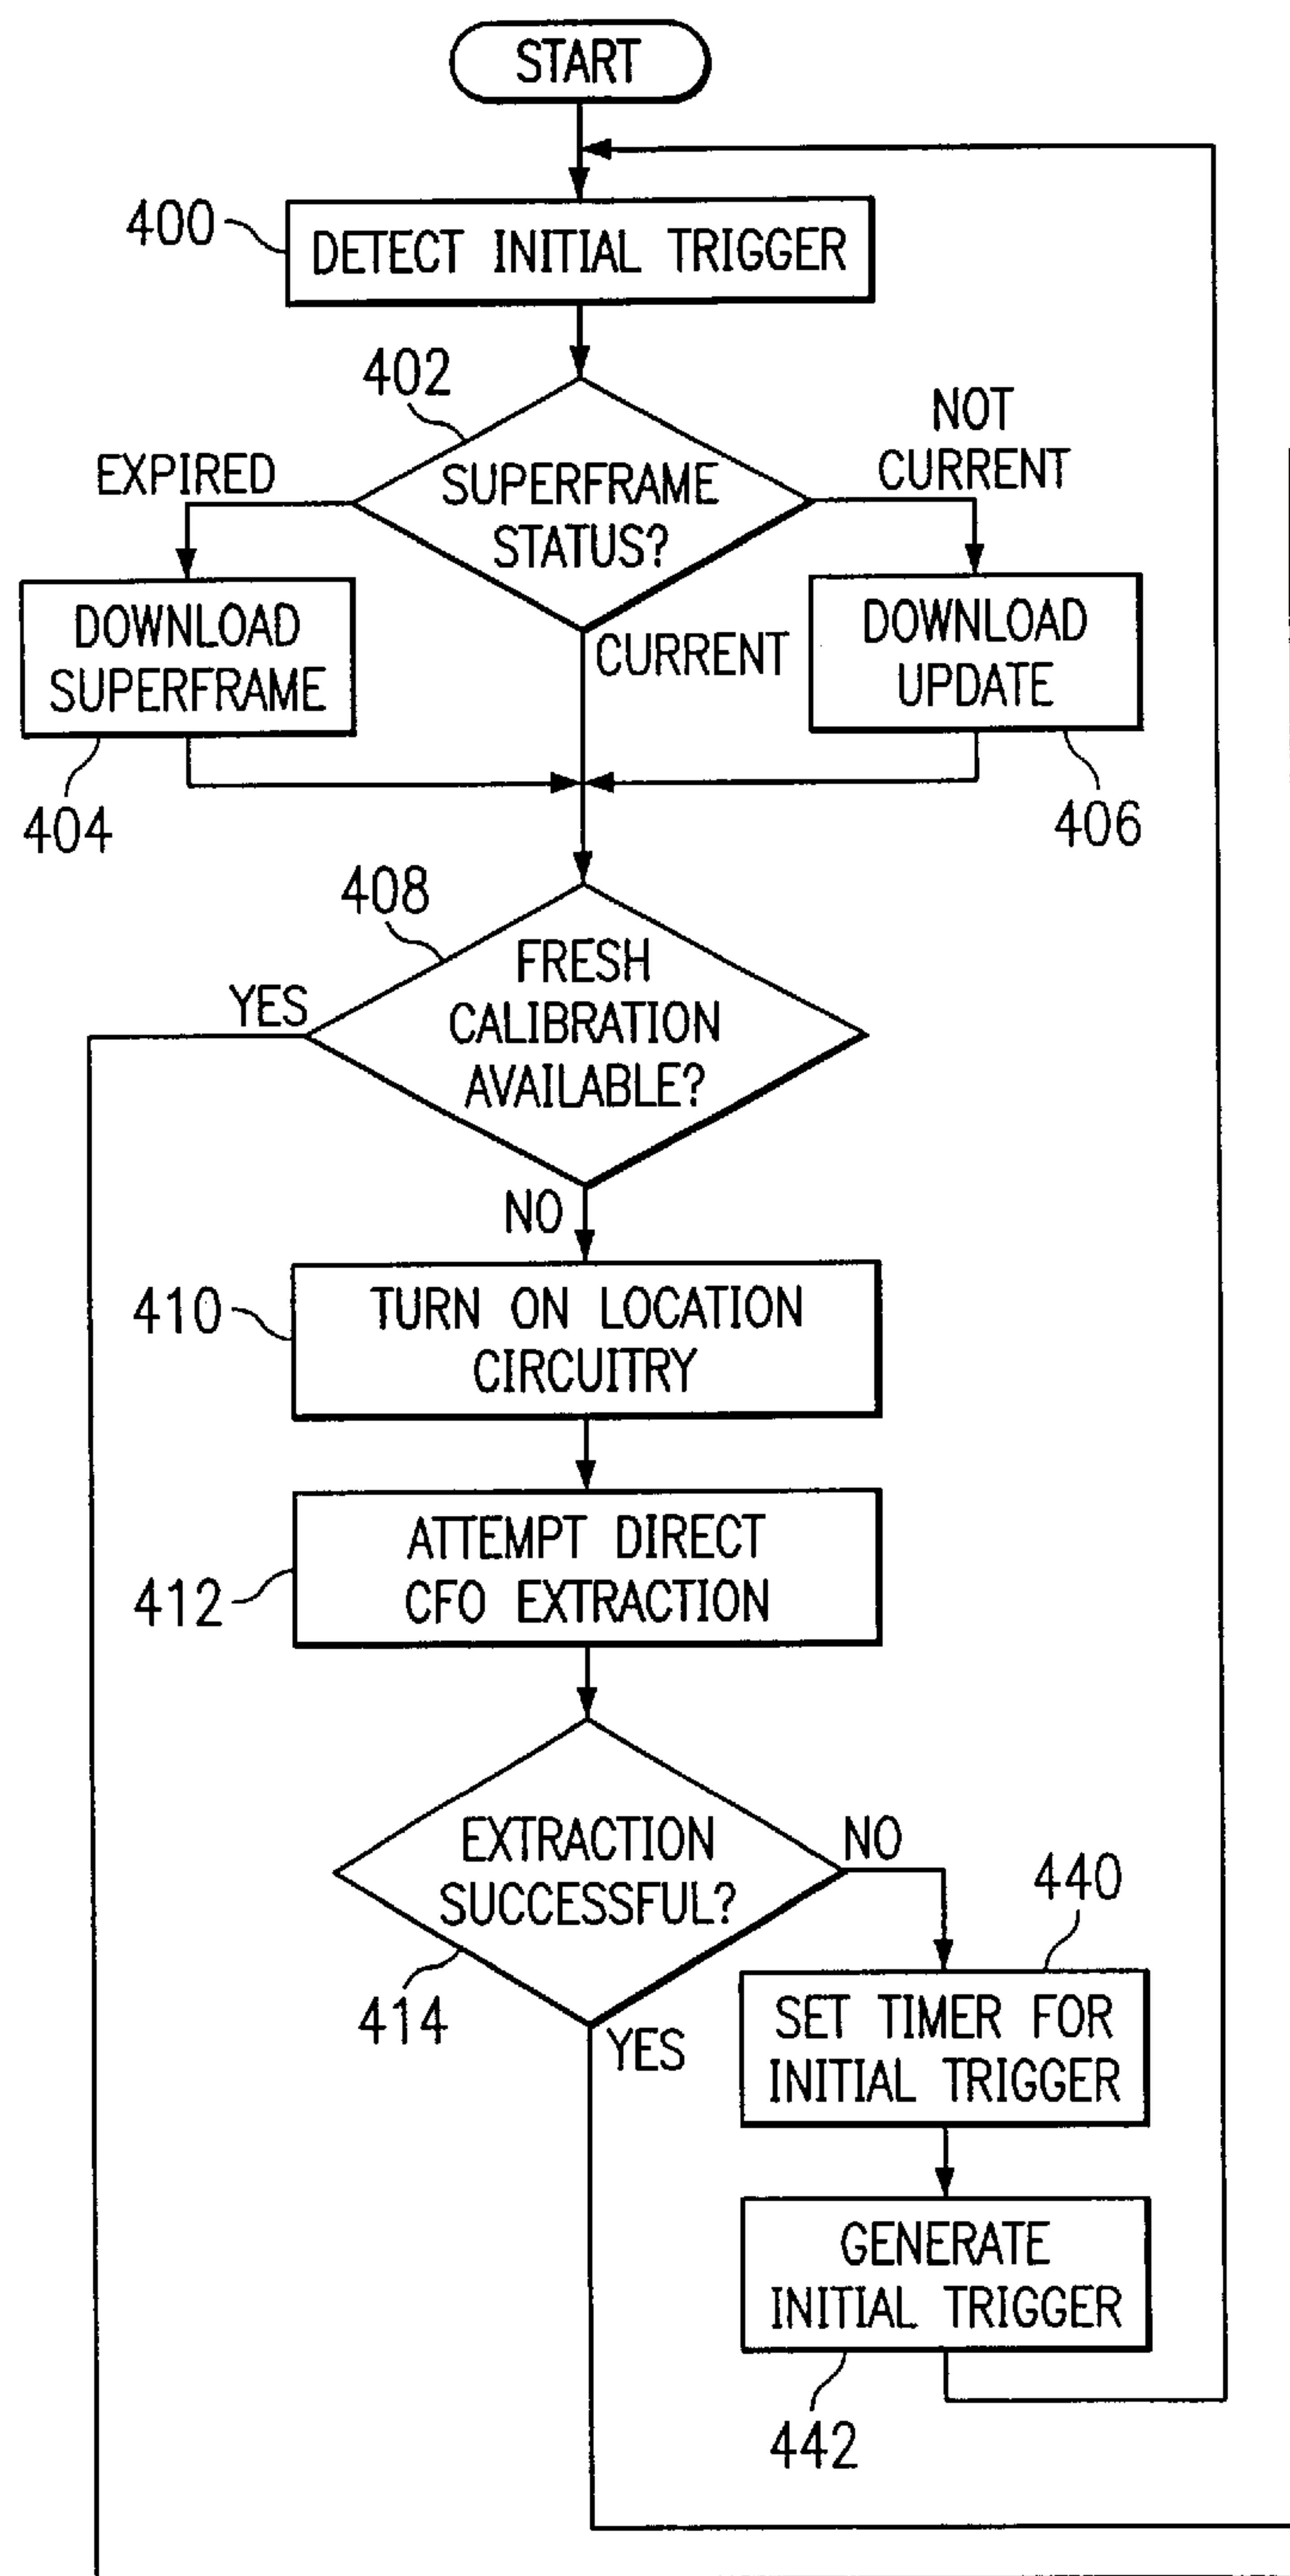 START
400
DETECT INITIAL TRIGGER
402
EXPIRED
SUPERFRAME
STATUS?
NOT
CURRENT
DOWNLOAD
SUPERFRAME
CURRENT
DOWNLOAD
UPDATE
404
406
408
YES
FRESH
CALIBRATION
AVAILABLE?
NO
410
TURN ON LOCATION
CIRCUITRY
412
ATTEMPT DIRECT
CFO EXTRACTION
EXTRACTION
SUCCESSFUL?
NO
440
414
YES
SET TIMER FOR
INITIAL TRIGGER
GENERATE
INITIAL TRIGGER
442